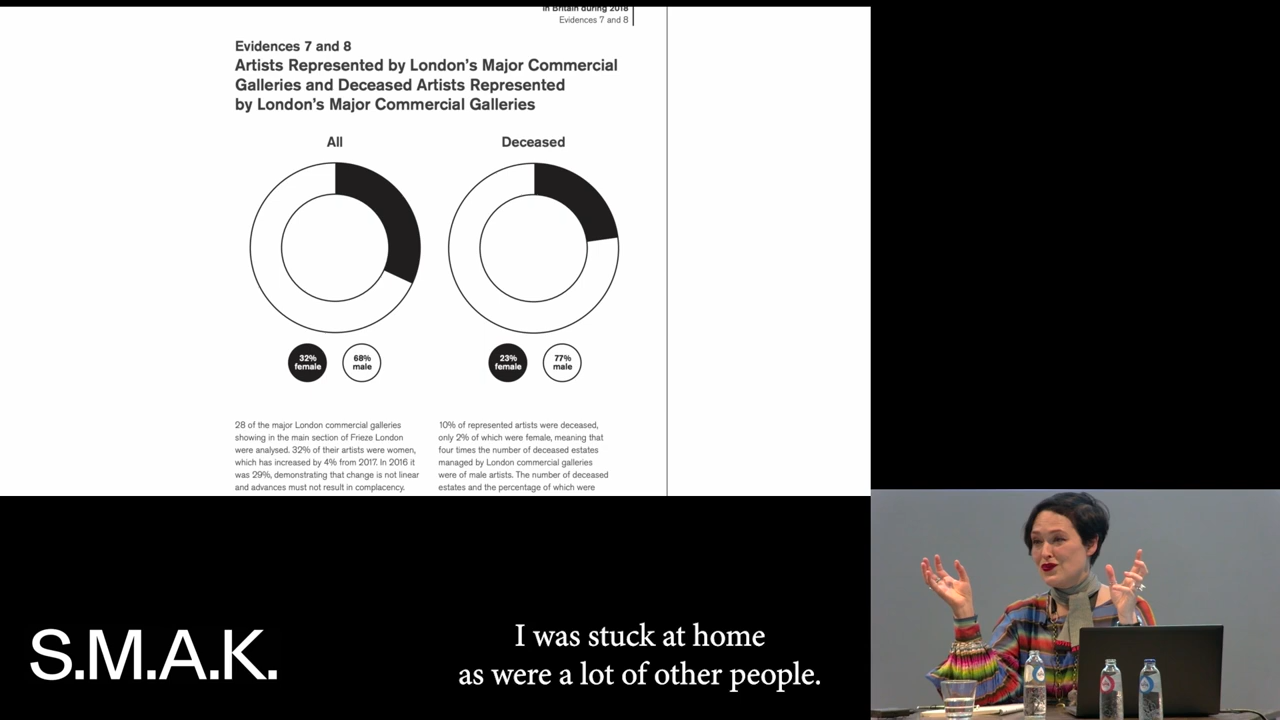 in Britain during 2018
Evidences 7 and 8
Evidences 7 and 8
Artists Represented by London's Major Commercial
Galleries and Deceased Artists Represented
by London's Major Commercial Galleries
All
Deceased
32%
female
68%
male
23%
female
77%
male
28 of the major London commercial galleries
showing in the main section of Frieze London
were analysed. 32% of their artists were women,
which has increased by 4% from 2017. In 2016 it
was 29%, demonstrating that change is not linear
and advances must not result in complacency.
10% of represented artists were deceased,
only 2% of which were female, meaning that
four times the number of deceased estates
managed by London commercial galleries
were of male artists. The number of deceased
estates and the percentage of which were
S.M.A.K.
I was stuck at home
as were a lot of other people.